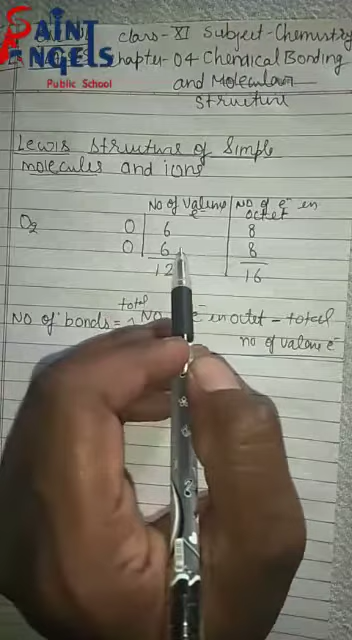 SAINT ANGELS
Public School
class-XI Subject-Chemistry
Chapter-04 Chemical Bonding
and Molecular
Structure
Lewis Structure of Simple
molecules and ions
No of Valence e⁻ No of e⁻ in octet
O₂ O 6 8
O 6 8
12 16
No of bonds = total No e⁻ in octet - total
no of valence e⁻